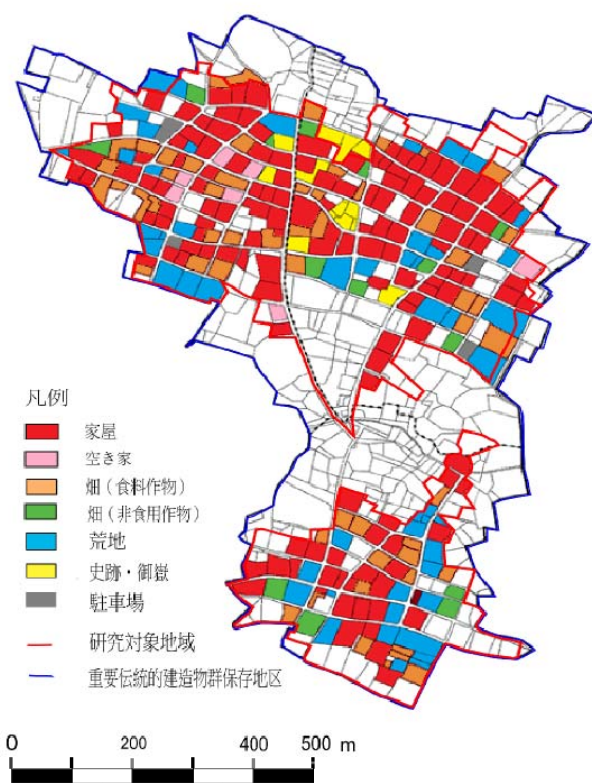 凡例
家屋
空き家
畑（食料作物）
畑（非食用作物）
荒地
史跡・御嶽
駐車場
研究対象地域
重要伝統的建造物群保存地区
0 200 400 500 m